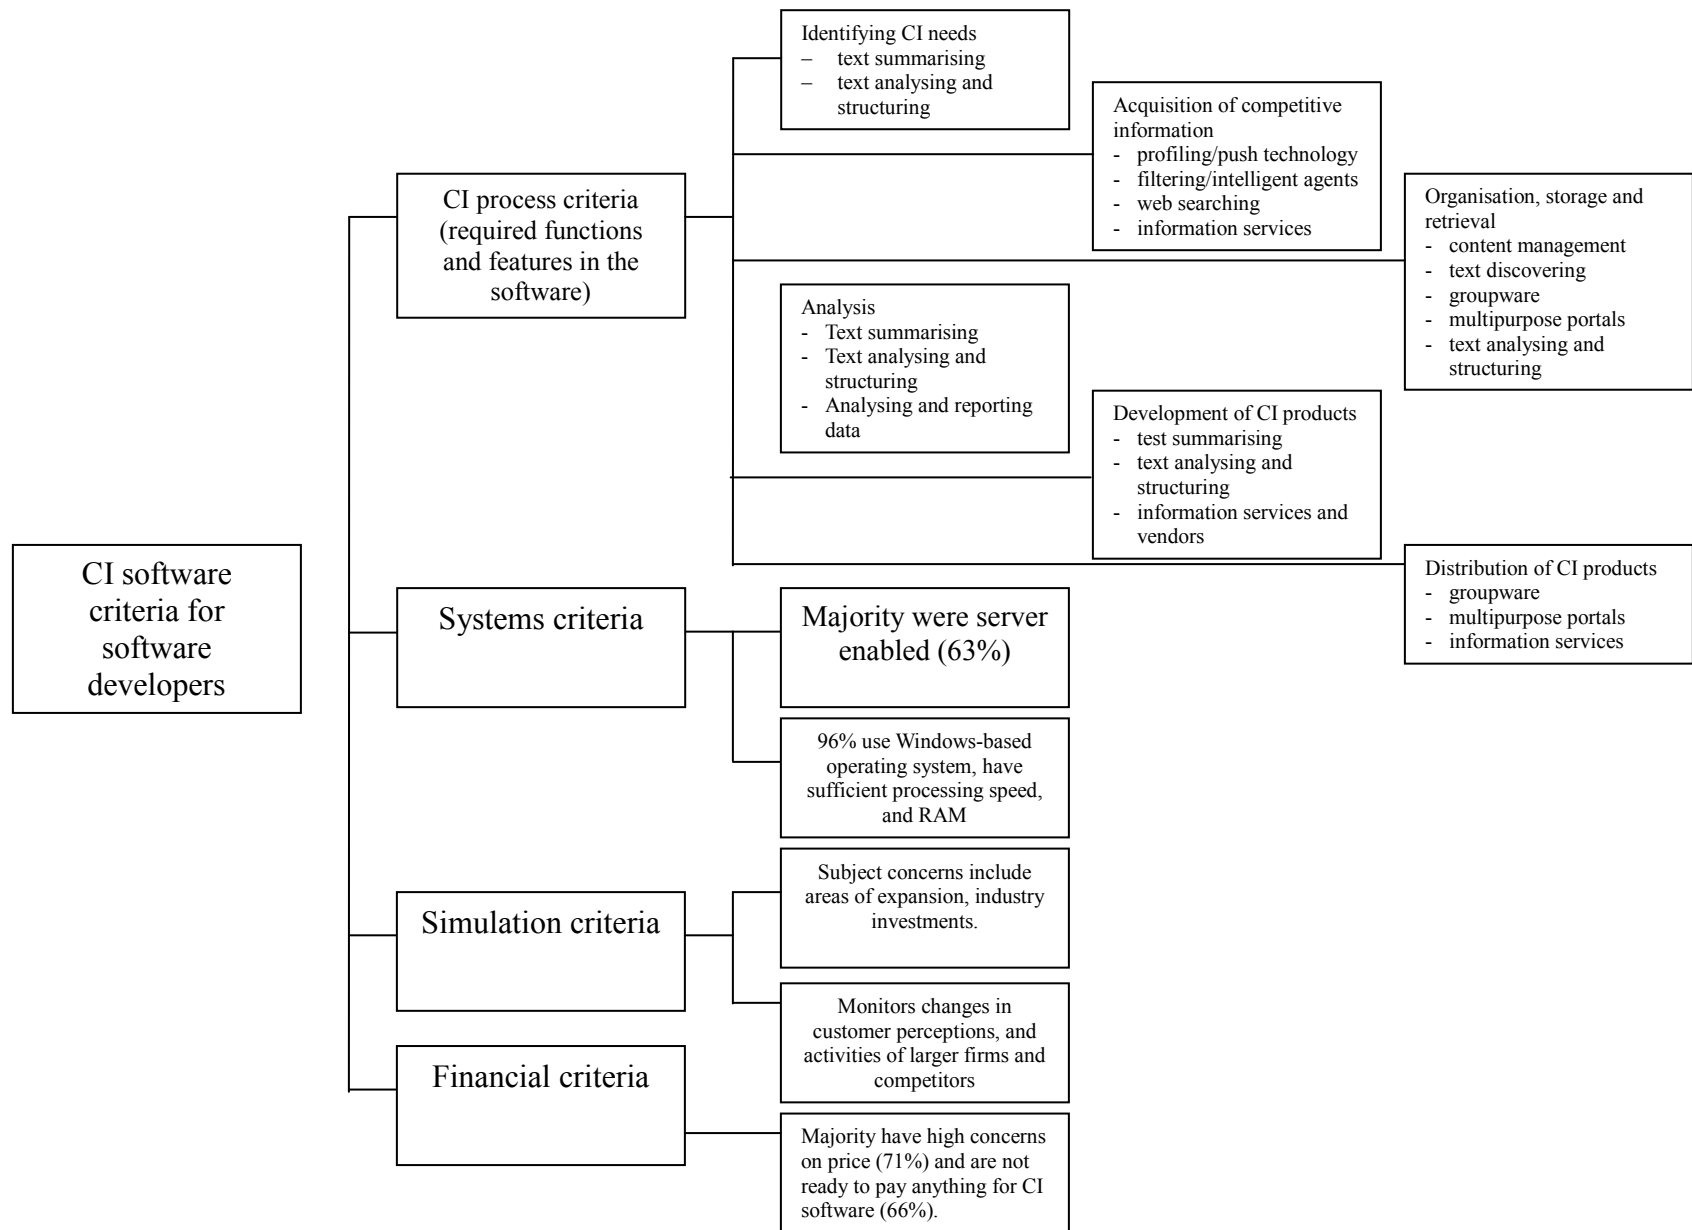 CI software
criteria for
software
developers
CI process criteria
(required functions
and features in the
software)
Identifying CI needs
– text summarising
– text analysing and
structuring
Acquisition of competitive
information
- profiling/push technology
- filtering/intelligent agents
- web searching
- information services
Organisation, storage and
retrieval
- content management
- text discovering
- groupware
- multipurpose portals
- text analysing and
structuring
Analysis
- Text summarising
- Text analysing and
structuring
- Analysing and reporting
data
Development of CI products
- test summarising
- text analysing and
structuring
- information services and
vendors
Distribution of CI products
- groupware
- multipurpose portals
- information services
Systems criteria
Majority were server
enabled (63%)
96% use Windows-based
operating system, have
sufficient processing speed,
and RAM
Simulation criteria
Subject concerns include
areas of expansion, industry
investments.
Monitors changes in
customer perceptions, and
activities of larger firms and
competitors
Financial criteria
Majority have high concerns
on price (71%) and are not
ready to pay anything for CI
software (66%).